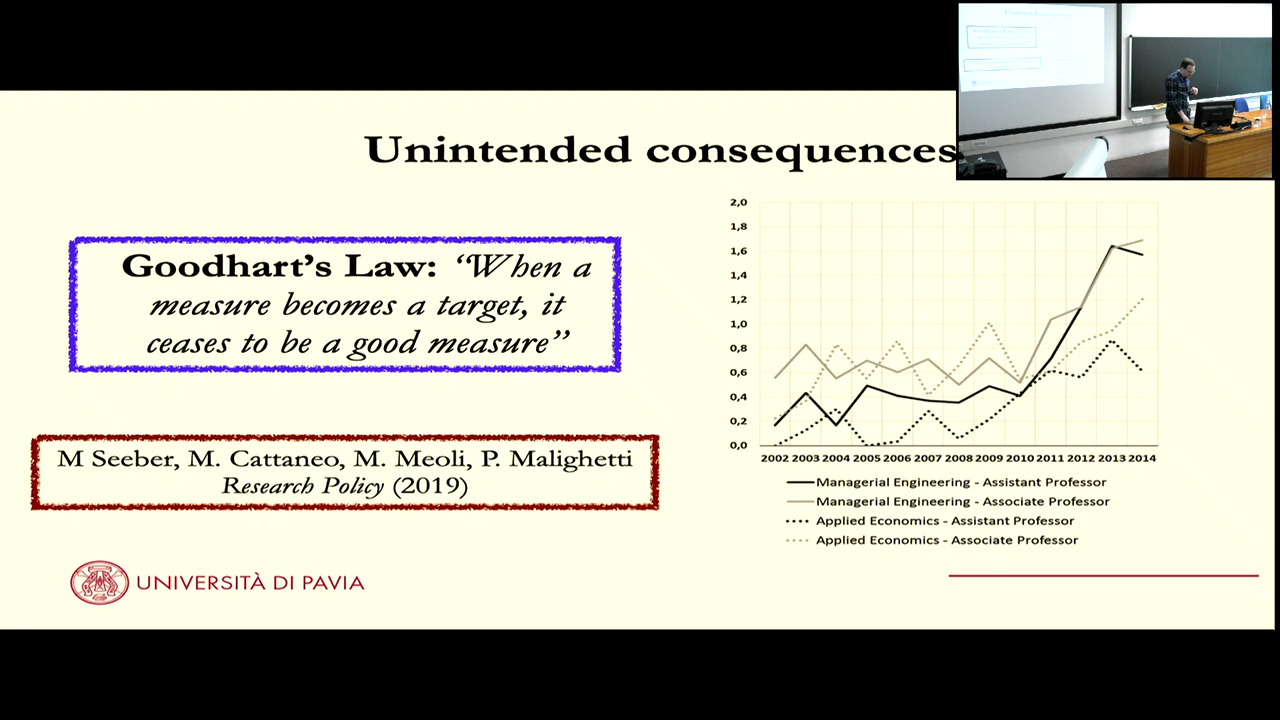 Unintended consequences
Goodhart's Law: “When a
measure becomes a target, it
ceases to be a good measure”
M Seeber, M. Cattaneo, M. Meoli, P. Malighetti
Research Policy (2019)
UNIVERSITÀ DI PAVIA
2,0
1,8
1,6
1,4
1,2
1,0
0,8
0,6
0,4
0,2
0,0
2002 2003 2004 2005 2006 2007 2008 2009 2010 2011 2012 2013 2014
Managerial Engineering - Assistant Professor
Managerial Engineering - Associate Professor
Applied Economics - Assistant Professor
Applied Economics - Associate Professor